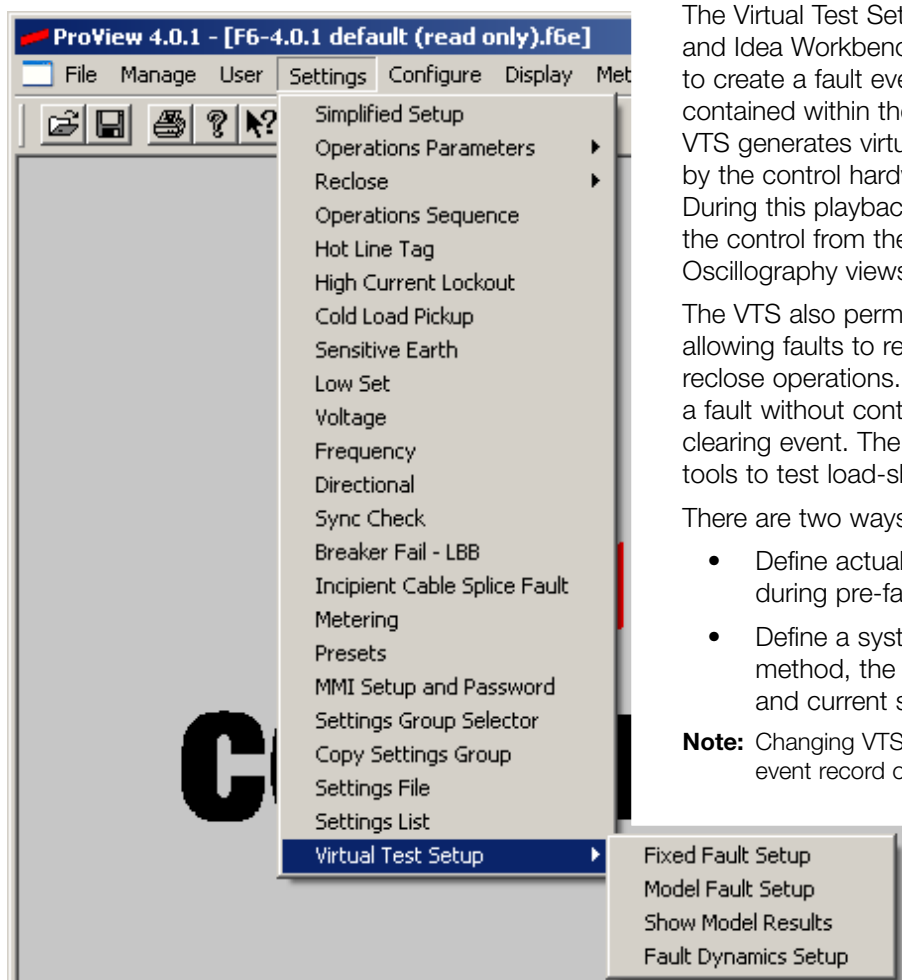 ProView 4.0.1 - [F6-4.0.1 default (read only).f6e]
File Manage User Settings Configure Display Met
Simplified Setup
Operations Parameters
Reclose
Operations Sequence
Hot Line Tag
High Current Lockout
Cold Load Pickup
Sensitive Earth
Low Set
Voltage
Frequency
Directional
Sync Check
Breaker Fail - LBB
Incipient Cable Splice Fault
Metering
Presets
MMI Setup and Password
Settings Group Selector
Copy Settings Group
Settings File
Settings List
Virtual Test Setup
Fixed Fault Setup
Model Fault Setup
Show Model Results
Fault Dynamics Setup
The Virtual Test Set
and Idea Workbenc
to create a fault eve
contained within the
VTS generates virtu
by the control hardw
During this playbac
the control from the
Oscillography views
The VTS also perm
allowing faults to re
reclose operations.
a fault without cont
clearing event. The
tools to test load-sh
There are two ways
• Define actual
during pre-fa
• Define a syst
method, the
and current s
Note: Changing VTS
event record o